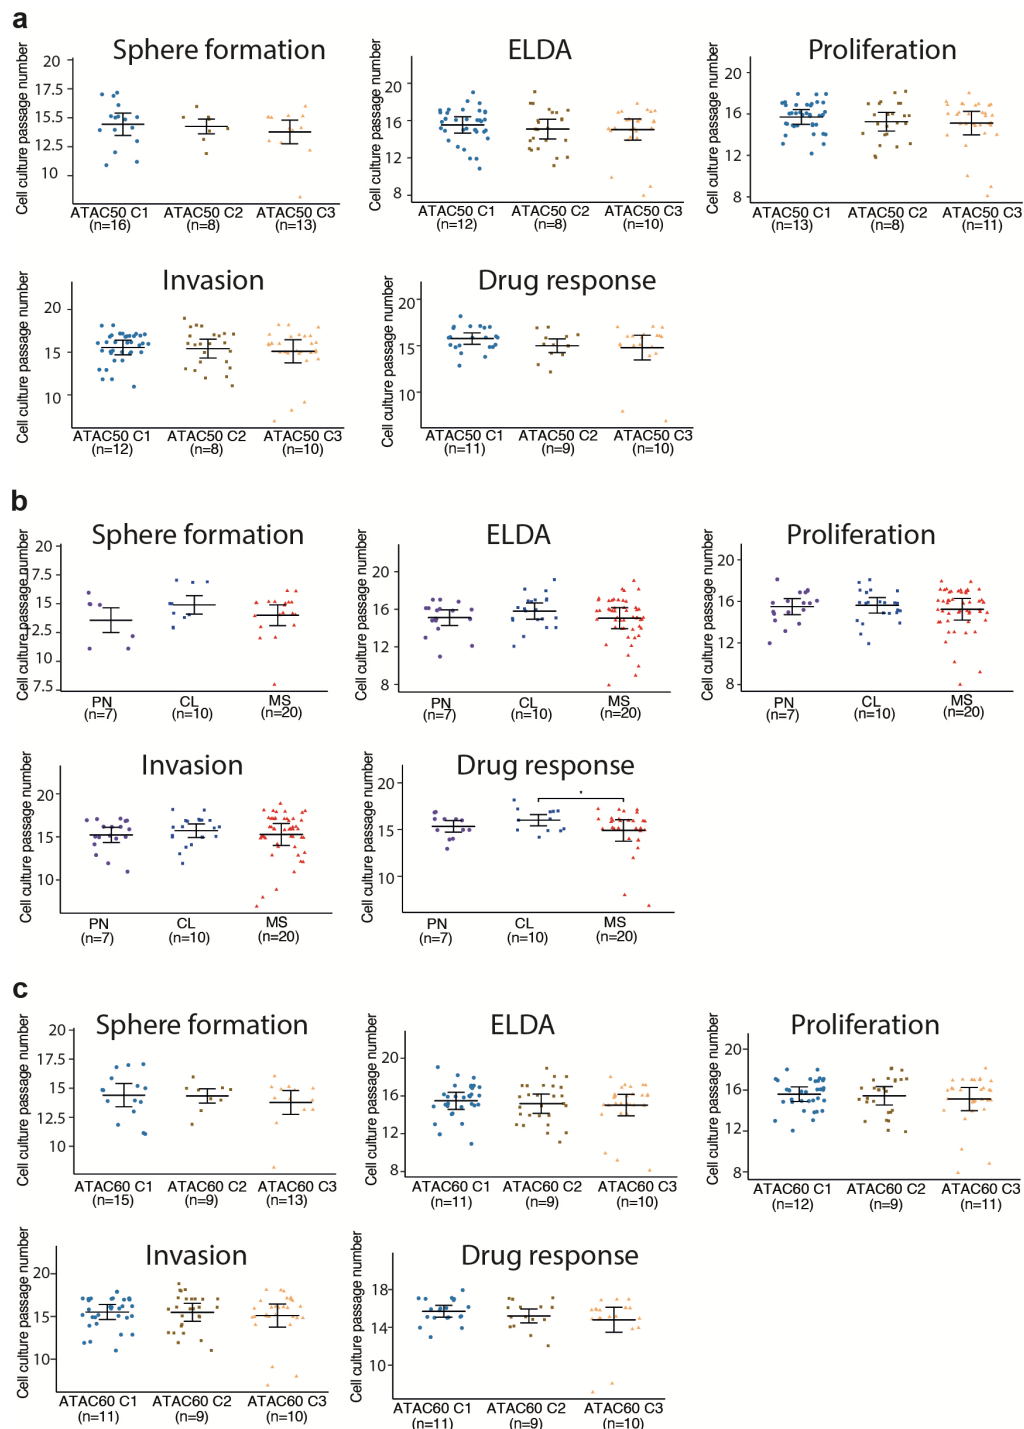 a
Sphere formation
Cell culture passage number
20
17.5
15.5
12.5
10
ATAC50 C1 ATAC50 C2 ATAC50 C3
(n=16) (n=8) (n=13)
ELDA
Cell culture passage number
20
16
12
8
ATAC50 C1 ATAC50 C2 ATAC50 C3
(n=12) (n=8) (n=10)
Proliferation
Cell culture passage number
20
16
12
8
ATAC50 C1 ATAC50 C2 ATAC50 C3
(n=13) (n=8) (n=11)
Invasion
Cell culture passage number
20
15
10
ATAC50 C1 ATAC50 C2 ATAC50 C3
(n=12) (n=8) (n=10)
Drug response
Cell culture passage number
20
15
10
ATAC50 C1 ATAC50 C2 ATAC50 C3
(n=11) (n=9) (n=10)
b
Sphere formation
Cell culture passage number
20
7.5
15
12.5
10
7.5
PN CL MS
(n=7) (n=10) (n=20)
ELDA
Cell culture passage number
20
16
12
8
PN CL MS
(n=7) (n=10) (n=20)
Proliferation
Cell culture passage number
20
16
12
8
PN CL MS
(n=7) (n=10) (n=20)
Invasion
Cell culture passage number
20
15
10
PN CL MS
(n=7) (n=10) (n=20)
Drug response
Cell culture passage number
20
15
10
*
PN CL MS
(n=7) (n=10) (n=20)
c
Sphere formation
Cell culture passage number
20
17.5
15
12.5
10
ATAC60 C1 ATAC60 C2 ATAC60 C3
(n=15) (n=9) (n=13)
ELDA
Cell culture passage number
20
16
12
8
ATAC60 C1 ATAC60 C2 ATAC60 C3
(n=11) (n=9) (n=10)
Proliferation
Cell culture passage number
20
16
12
8
ATAC60 C1 ATAC60 C2 ATAC60 C3
(n=12) (n=9) (n=11)
Invasion
Cell culture passage number
20
15
10
ATAC60 C1 ATAC60 C2 ATAC60 C3
(n=11) (n=9) (n=10)
Drug response
Cell culture passage number
18
14
10
ATAC60 C1 ATAC60 C2 ATAC60 C3
(n=11) (n=9) (n=10)